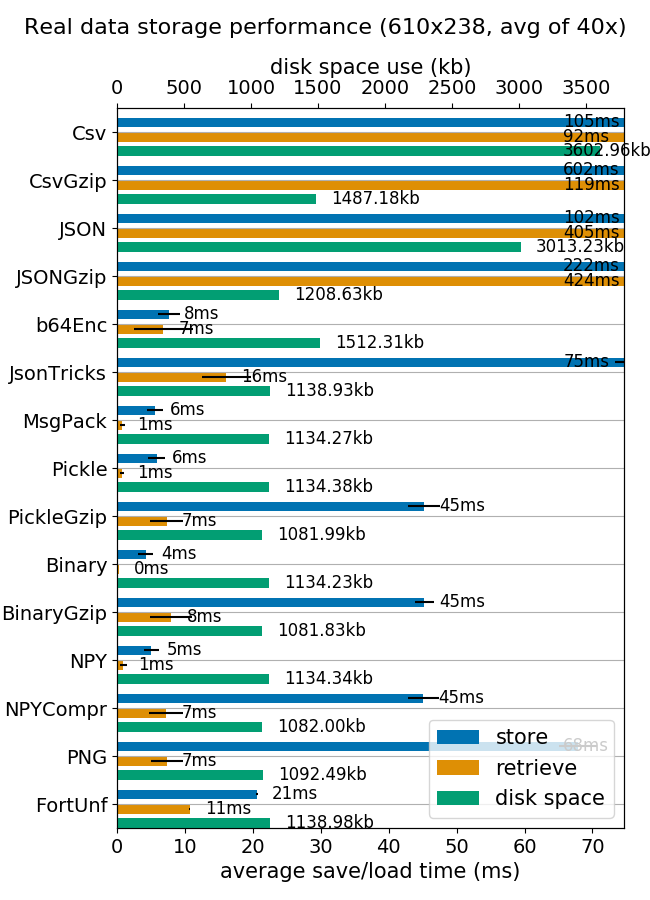 Real data storage performance (610x238, avg of 40x)
disk space use (kb)
0 500 1000 1500 2000 2500 3000 3500
105ms
Csv 92ms
3602.96kb
602ms
CsvGzip 119ms
1487.18kb
102ms
JSON 405ms
3013.23kb
222ms
JSONGzip 424ms
1208.63kb
8ms
b64Enc 7ms
1512.31kb
75ms
JsonTricks 16ms
1138.93kb
6ms
MsgPack 1ms
1134.27kb
6ms
Pickle 1ms
1134.38kb
45ms
PickleGzip 7ms
1081.99kb
4ms
Binary 0ms
1134.23kb
45ms
BinaryGzip 8ms
1081.83kb
5ms
NPY 1ms
1134.34kb
45ms
NPYCompr 7ms
1082.00kb
68ms
PNG 7ms
1092.49kb
21ms
FortUnf 11ms
1138.98kb
store
retrieve
disk space
0 10 20 30 40 50 60 70
average save/load time (ms)